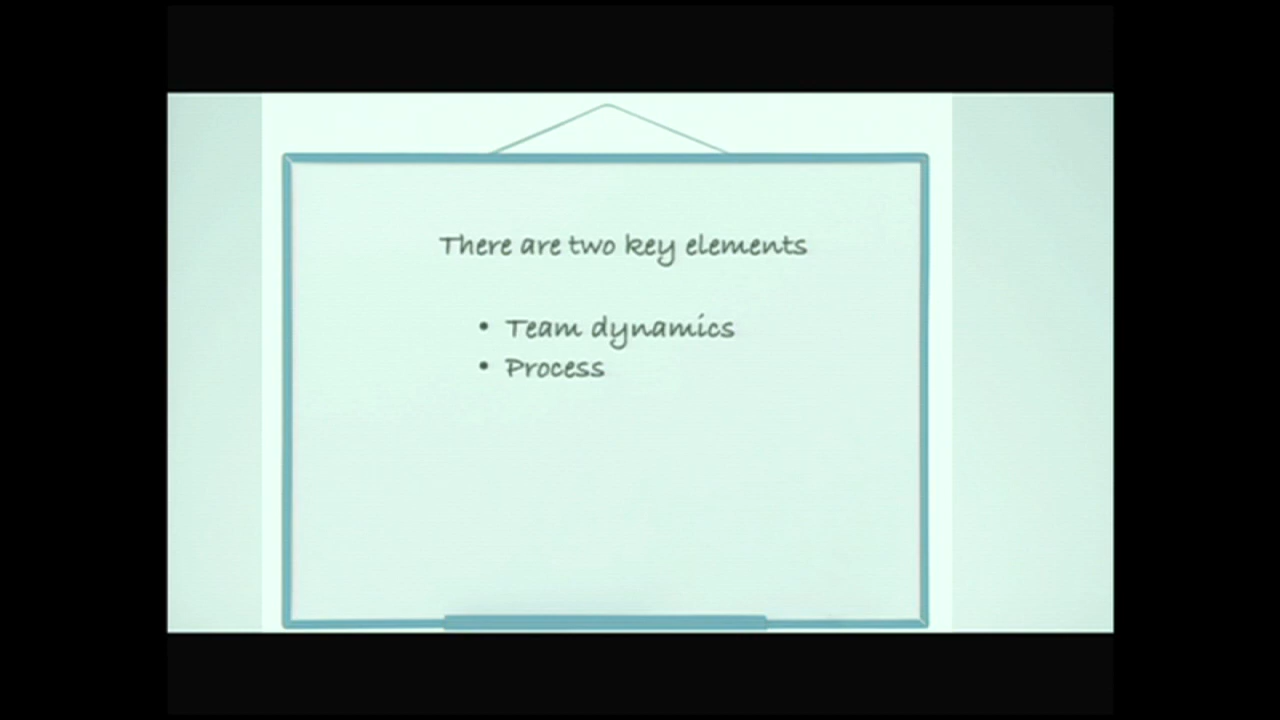 There are two key elements
• Team dynamics
• Process